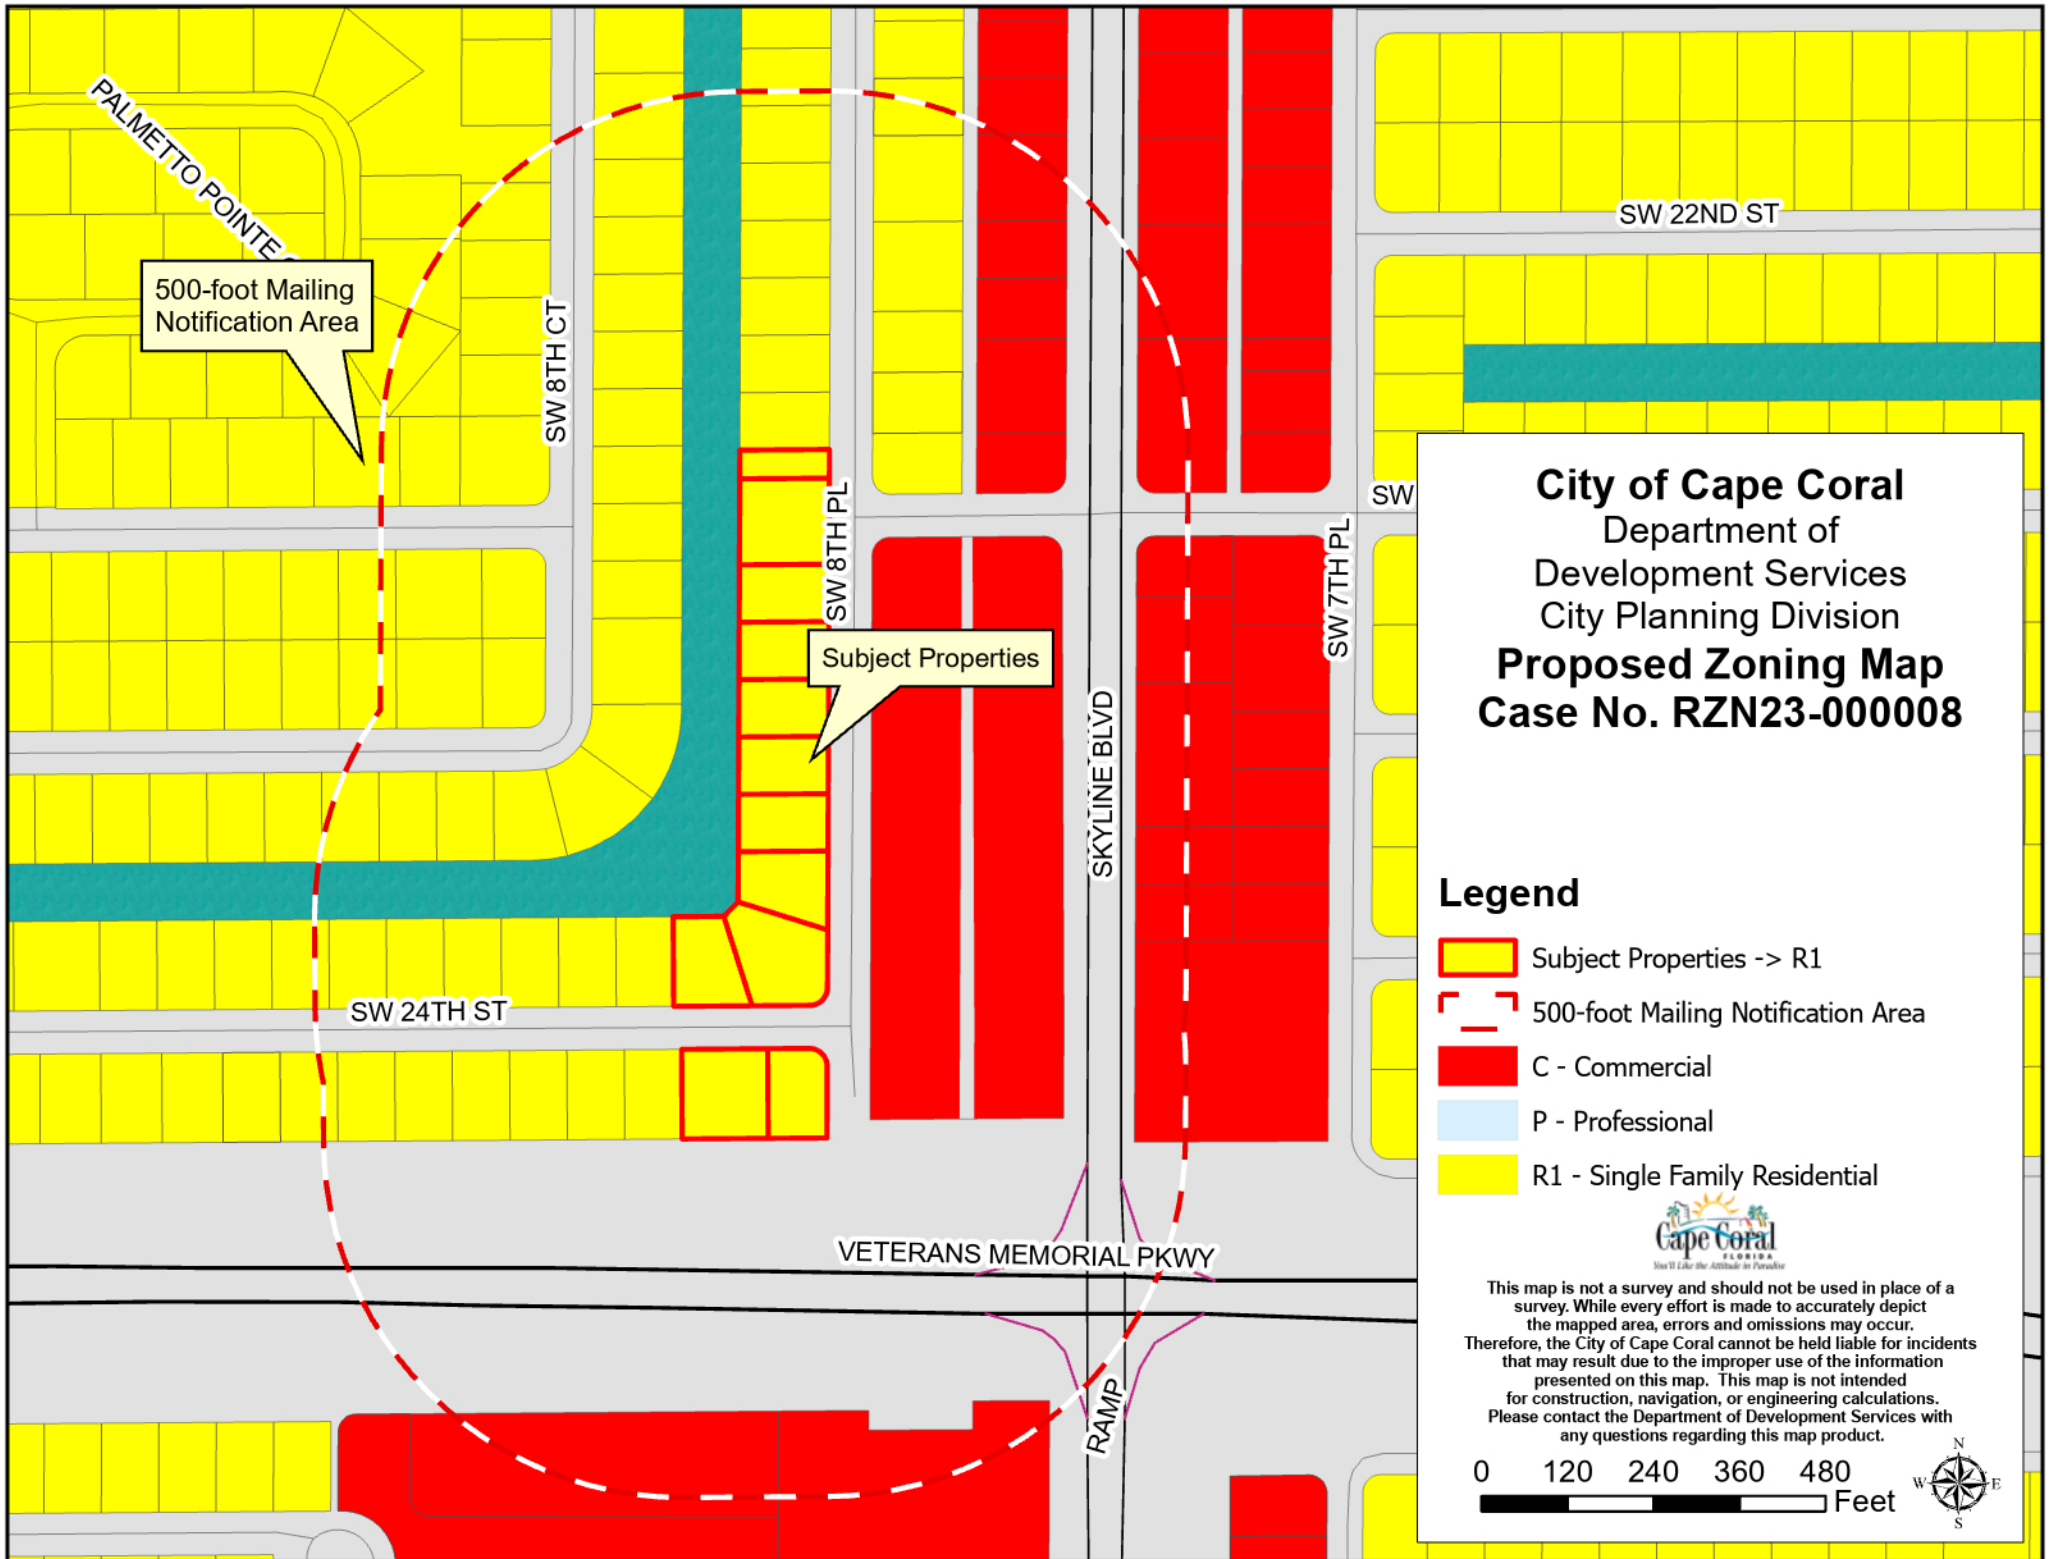 PALMETTO POINTE
500-foot Mailing
Notification Area
SW 8TH CT
SW 8TH PL
Subject Properties
SKYLINE BLVD
SW 7TH PL
SW 22ND ST
SW
SW 24TH ST
VETERANS MEMORIAL PKWY
RAMP
City of Cape Coral
Department of
Development Services
City Planning Division
Proposed Zoning Map
Case No. RZN23-000008
Legend
Subject Properties -> R1
500-foot Mailing Notification Area
C - Commercial
P - Professional
R1 - Single Family Residential
Cape Coral
FLORIDA
You'll Like the Attitude in Paradise
This map is not a survey and should not be used in place of a
survey. While every effort is made to accurately depict
the mapped area, errors and omissions may occur.
Therefore, the City of Cape Coral cannot be held liable for incidents
that may result due to the improper use of the information
presented on this map. This map is not intended
for construction, navigation, or engineering calculations.
Please contact the Department of Development Services with
any questions regarding this map product.
0 120 240 360 480
Feet
N
W E
S